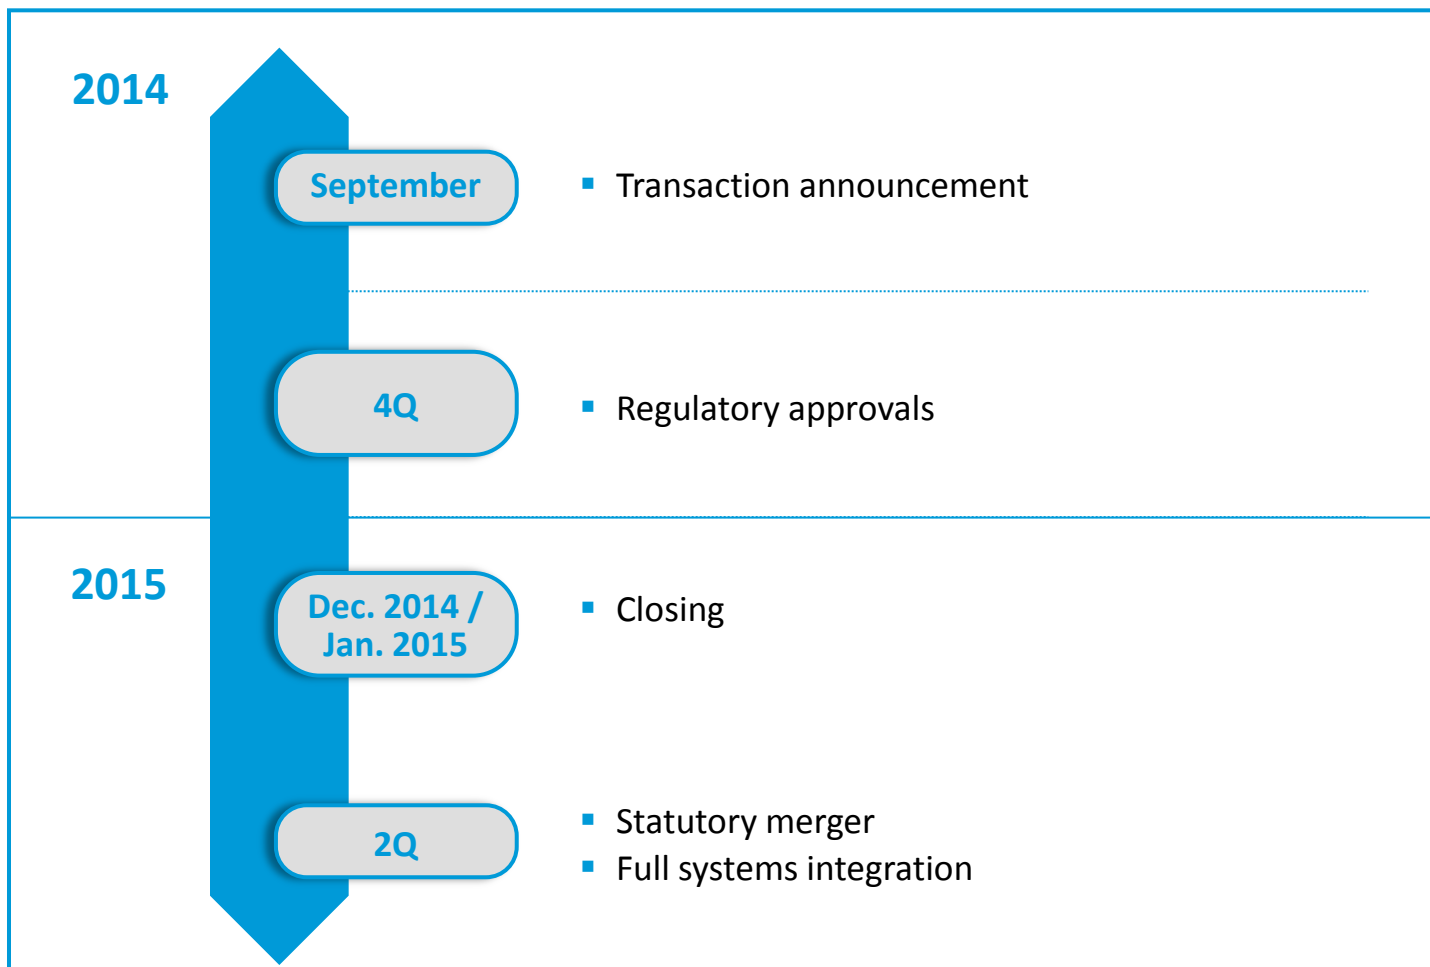 2014
September
▪ Transaction announcement
4Q
▪ Regulatory approvals
2015
Dec. 2014 /
Jan. 2015
▪ Closing
2Q
▪ Statutory merger
▪ Full systems integration